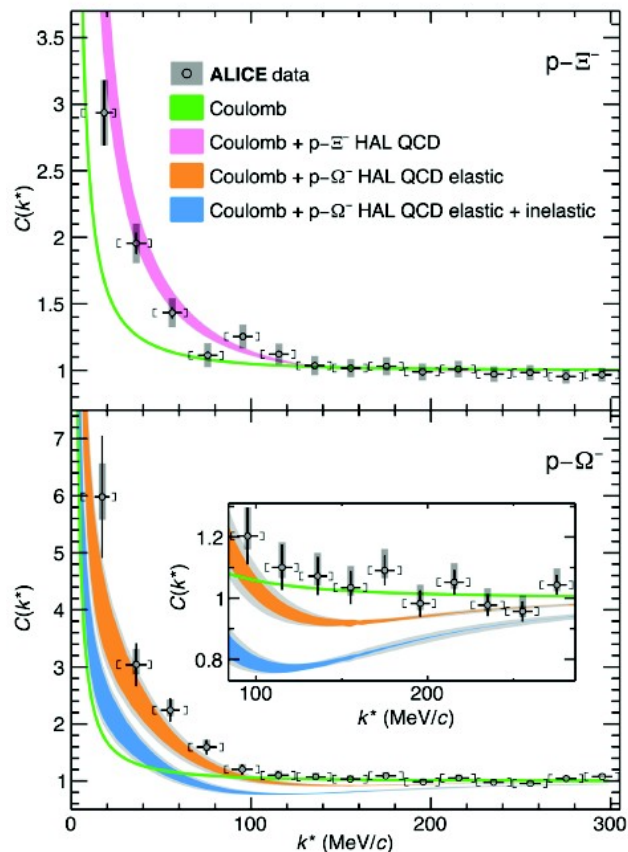 3.5
3
2.5
2
1.5
1
C(k*)
p–Ξ⁻
ALICE data
Coulomb
Coulomb + p–Ξ⁻ HAL QCD
Coulomb + p–Ω⁻ HAL QCD elastic
Coulomb + p–Ω⁻ HAL QCD elastic + inelastic
7
6
5
4
3
2
1
C(k*)
p–Ω⁻
1.2
1
0.8
C(k*)
100 200
k* (MeV/c)
0 100 200 300
k* (MeV/c)